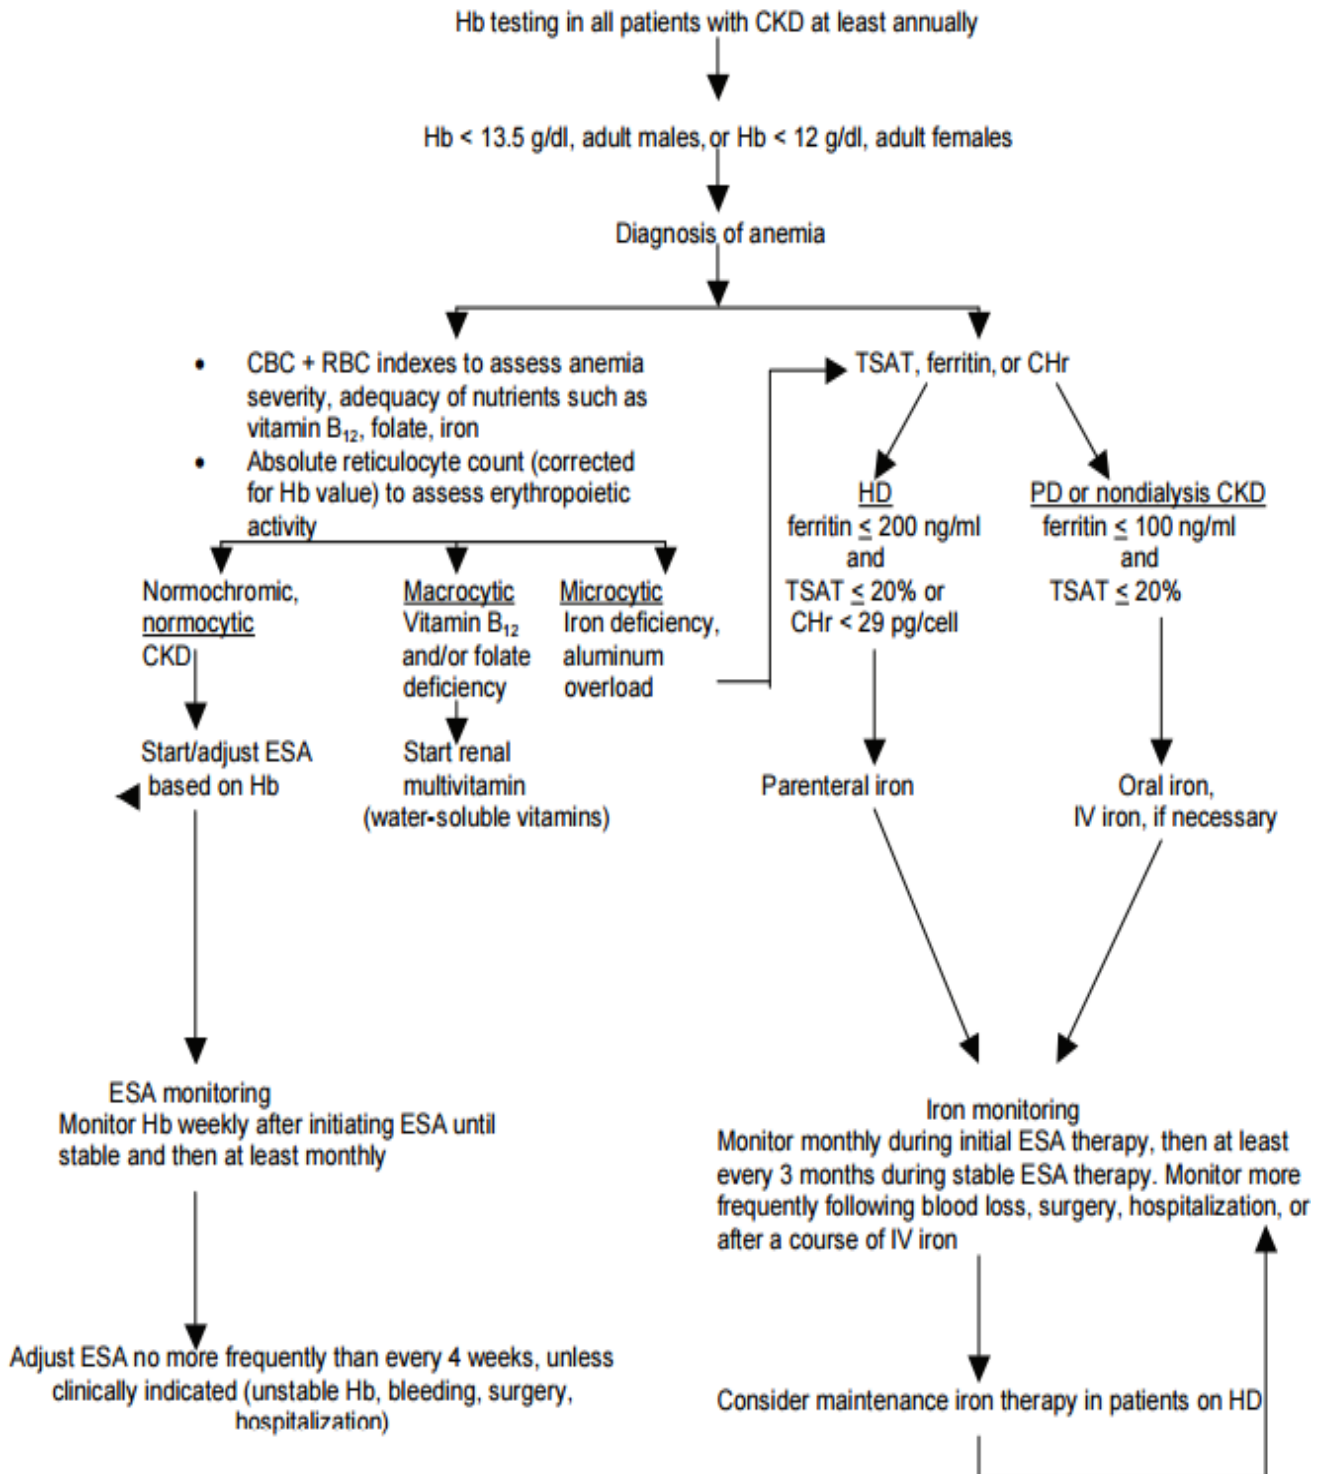 Hb testing in all patients with CKD at least annually
Hb < 13.5 g/dl, adult males, or Hb < 12 g/dl, adult females
Diagnosis of anemia
• CBC + RBC indexes to assess anemia
severity, adequacy of nutrients such as
vitamin B12, folate, iron
• Absolute reticulocyte count (corrected
for Hb value) to assess erythropoietic
activity
TSAT, ferritin, or CHr
HD
ferritin ≤ 200 ng/ml
and
TSAT ≤ 20% or
CHr < 29 pg/cell
PD or nondialysis CKD
ferritin ≤ 100 ng/ml
and
TSAT ≤ 20%
Normochromic,
normocytic
CKD
Macrocytic
Vitamin B12
and/or folate
deficiency
Microcytic
Iron deficiency,
aluminum
overload
Start/adjust ESA
based on Hb
Start renal
multivitamin
(water-soluble vitamins)
Parenteral iron
Oral iron,
IV iron, if necessary
ESA monitoring
Monitor Hb weekly after initiating ESA until
stable and then at least monthly
Iron monitoring
Monitor monthly during initial ESA therapy, then at least
every 3 months during stable ESA therapy. Monitor more
frequently following blood loss, surgery, hospitalization, or
after a course of IV iron
Adjust ESA no more frequently than every 4 weeks, unless
clinically indicated (unstable Hb, bleeding, surgery,
hospitalization)
Consider maintenance iron therapy in patients on HD